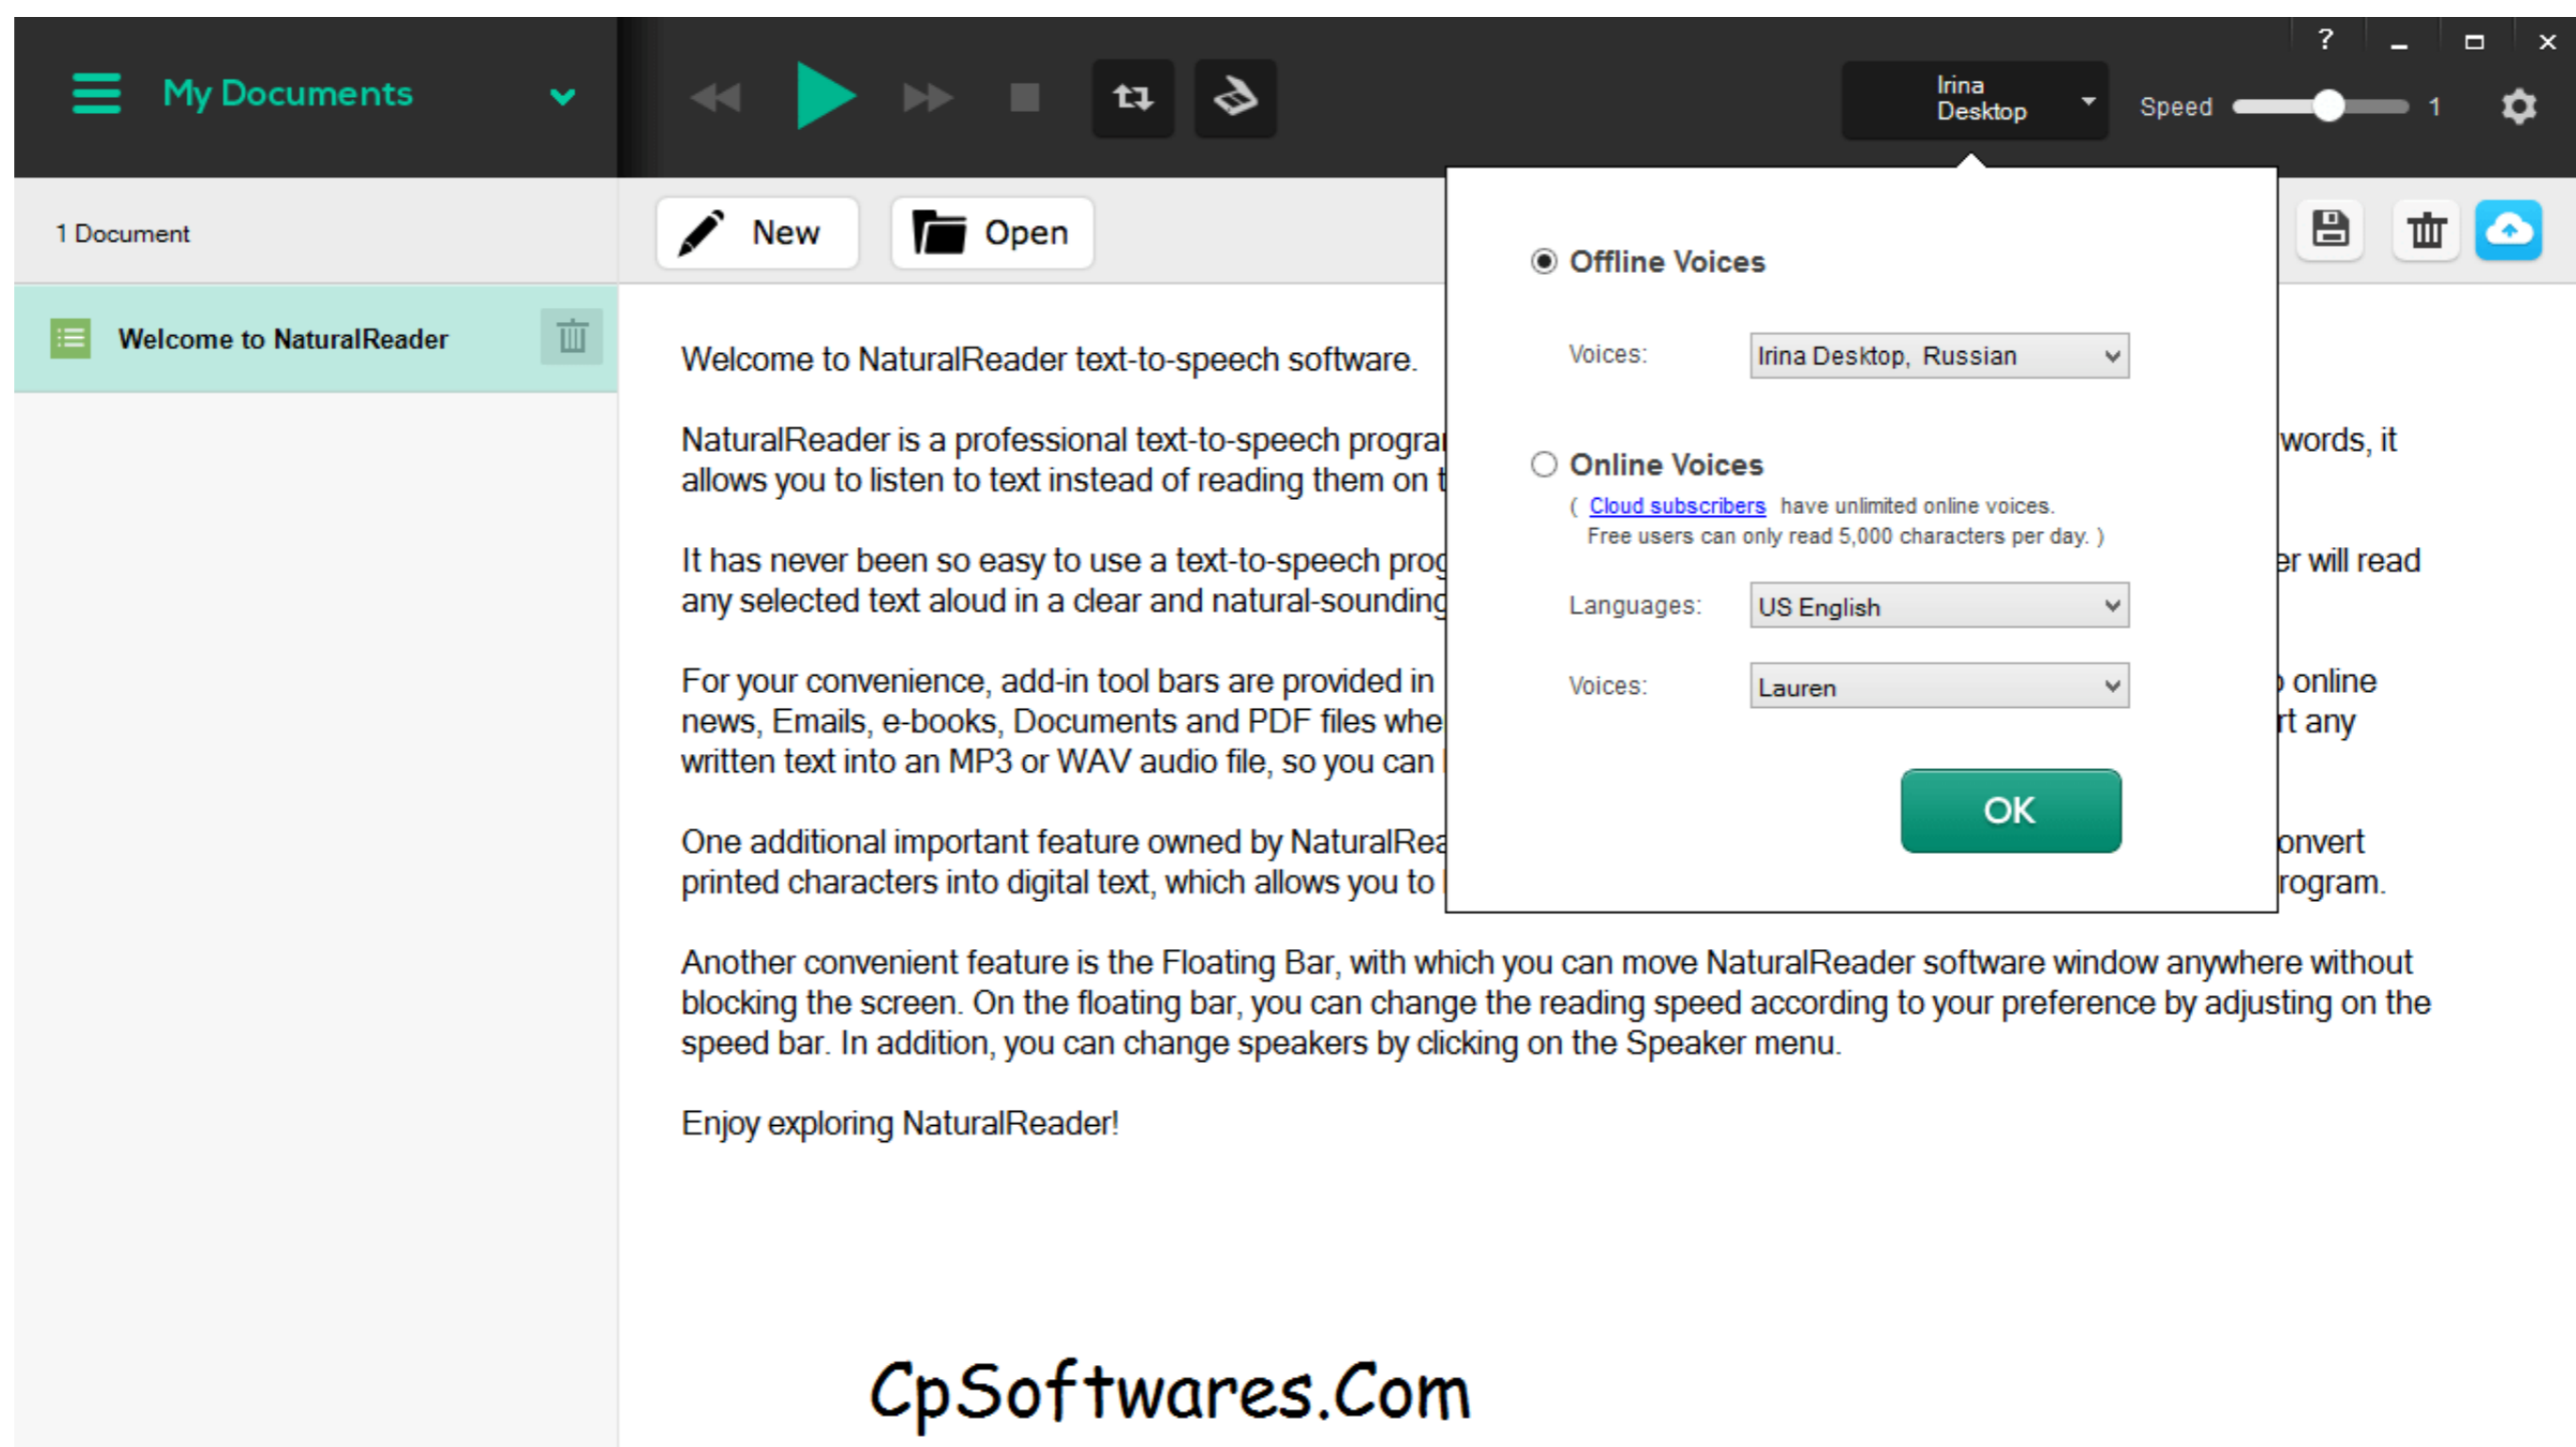 ?
My Documents
Irina
Desktop
Speed
1
1 Document
New
Open
Welcome to NaturalReader
Offline Voices
Voices:
Irina Desktop, Russian
Online Voices
( Cloud subscribers have unlimited online voices.
Free users can only read 5,000 characters per day. )
Languages:
US English
Voices:
Lauren
OK
Welcome to NaturalReader text-to-speech software.
NaturalReader is a professional text-to-speech words, it
allows you to listen to text instead of reading them on
It has never been so easy to use a text-to-speech will read
any selected text aloud in a clear and natural-sounding
For your convenience, add-in tool bars are provided in online
news, Emails, e-books, Documents and PDF files any
written text into an MP3 or WAV audio file, so you can
One additional important feature owned by
printed characters into digital text, which allows you to
Another convenient feature is the Floating Bar, with which you can move NaturalReader software window anywhere without
blocking the screen. On the floating bar, you can change the reading speed according to your preference by adjusting on the
speed bar. In addition, you can change speakers by clicking on the Speaker menu.
Enjoy exploring NaturalReader!
CpSoftwares.Com